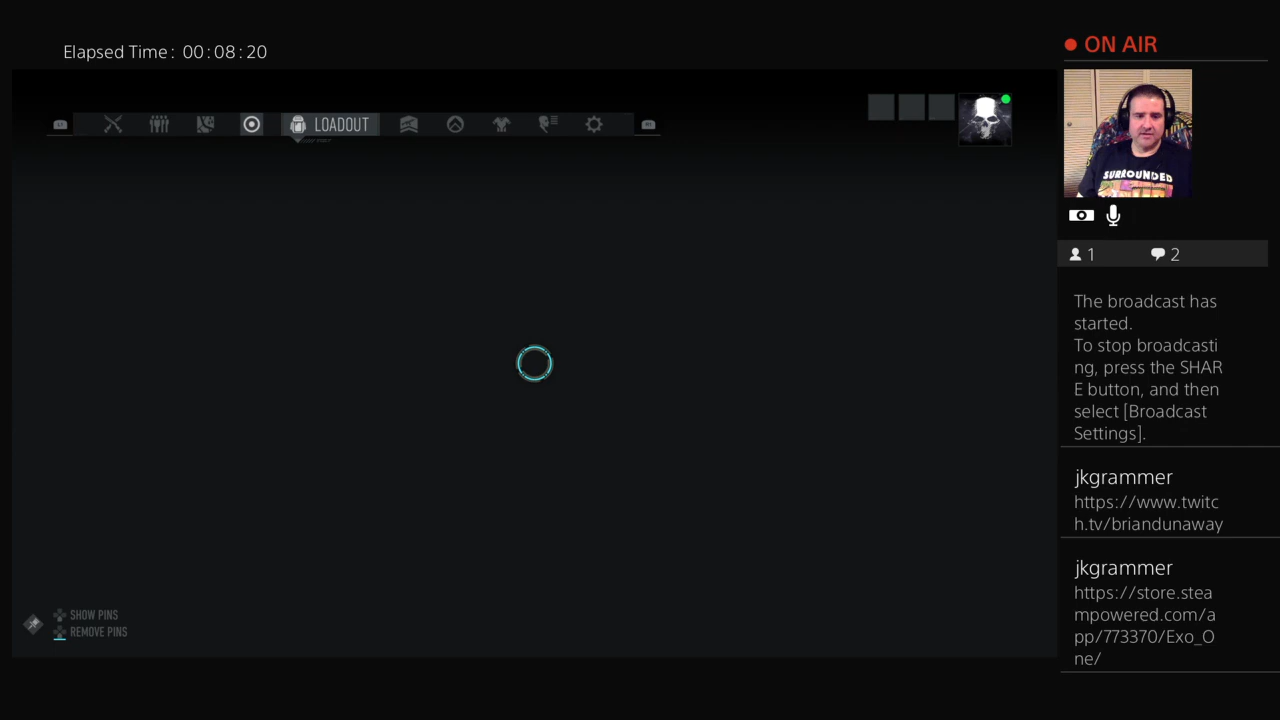 Elapsed Time: 00:08:20
ON AIR
LOADOUT
SURROUNDED
1
2
The broadcast has
started.
To stop broadcasti
ng, press the SHAR
E button, and then
select [Broadcast
Settings].
jkgrammer
https://www.twitc
h.tv/briandunaway
jkgrammer
https://store.stea
mpowered.com/a
pp/773370/Exo_O
ne/
SHOW PINS
REMOVE PINS